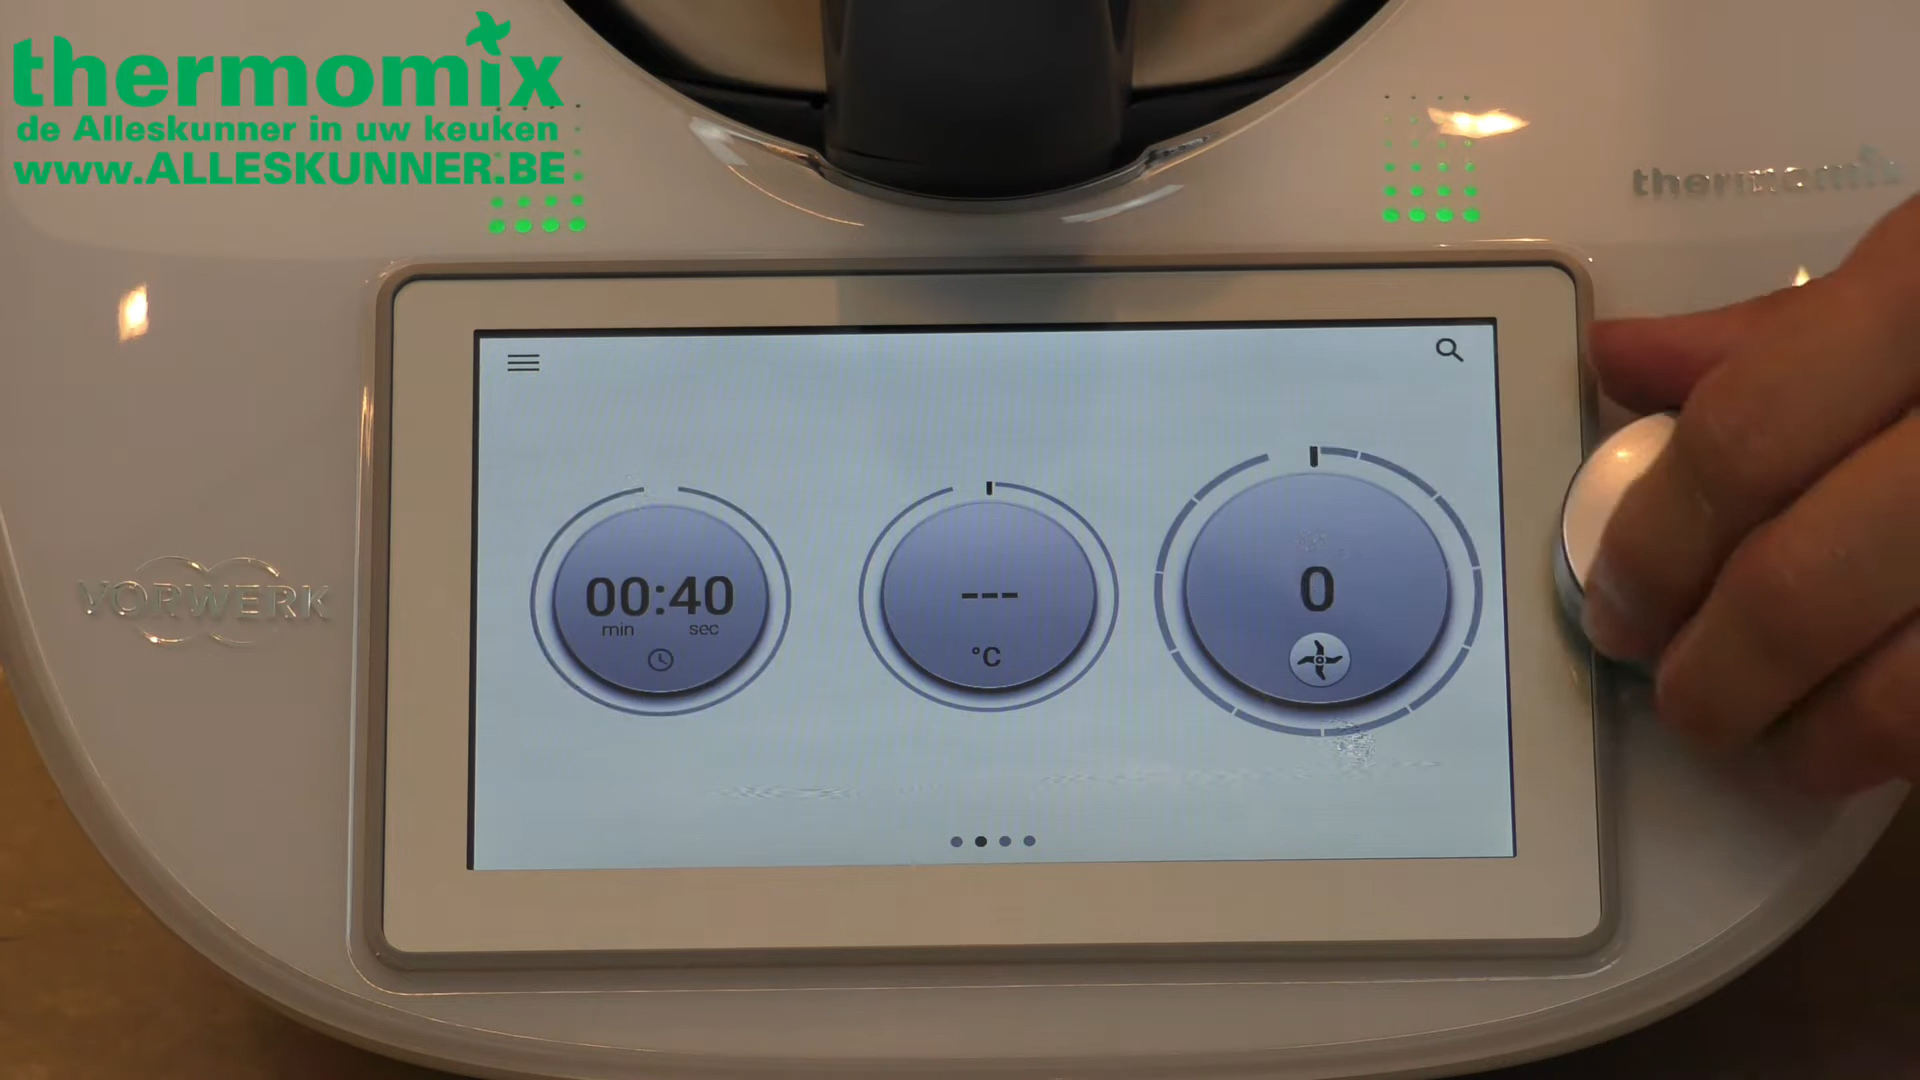 thermomix
de Alleskunner in uw keuken
www.ALLESKUNNER.BE
thermomix
VORWERK
00:40
min sec
---
°C
0